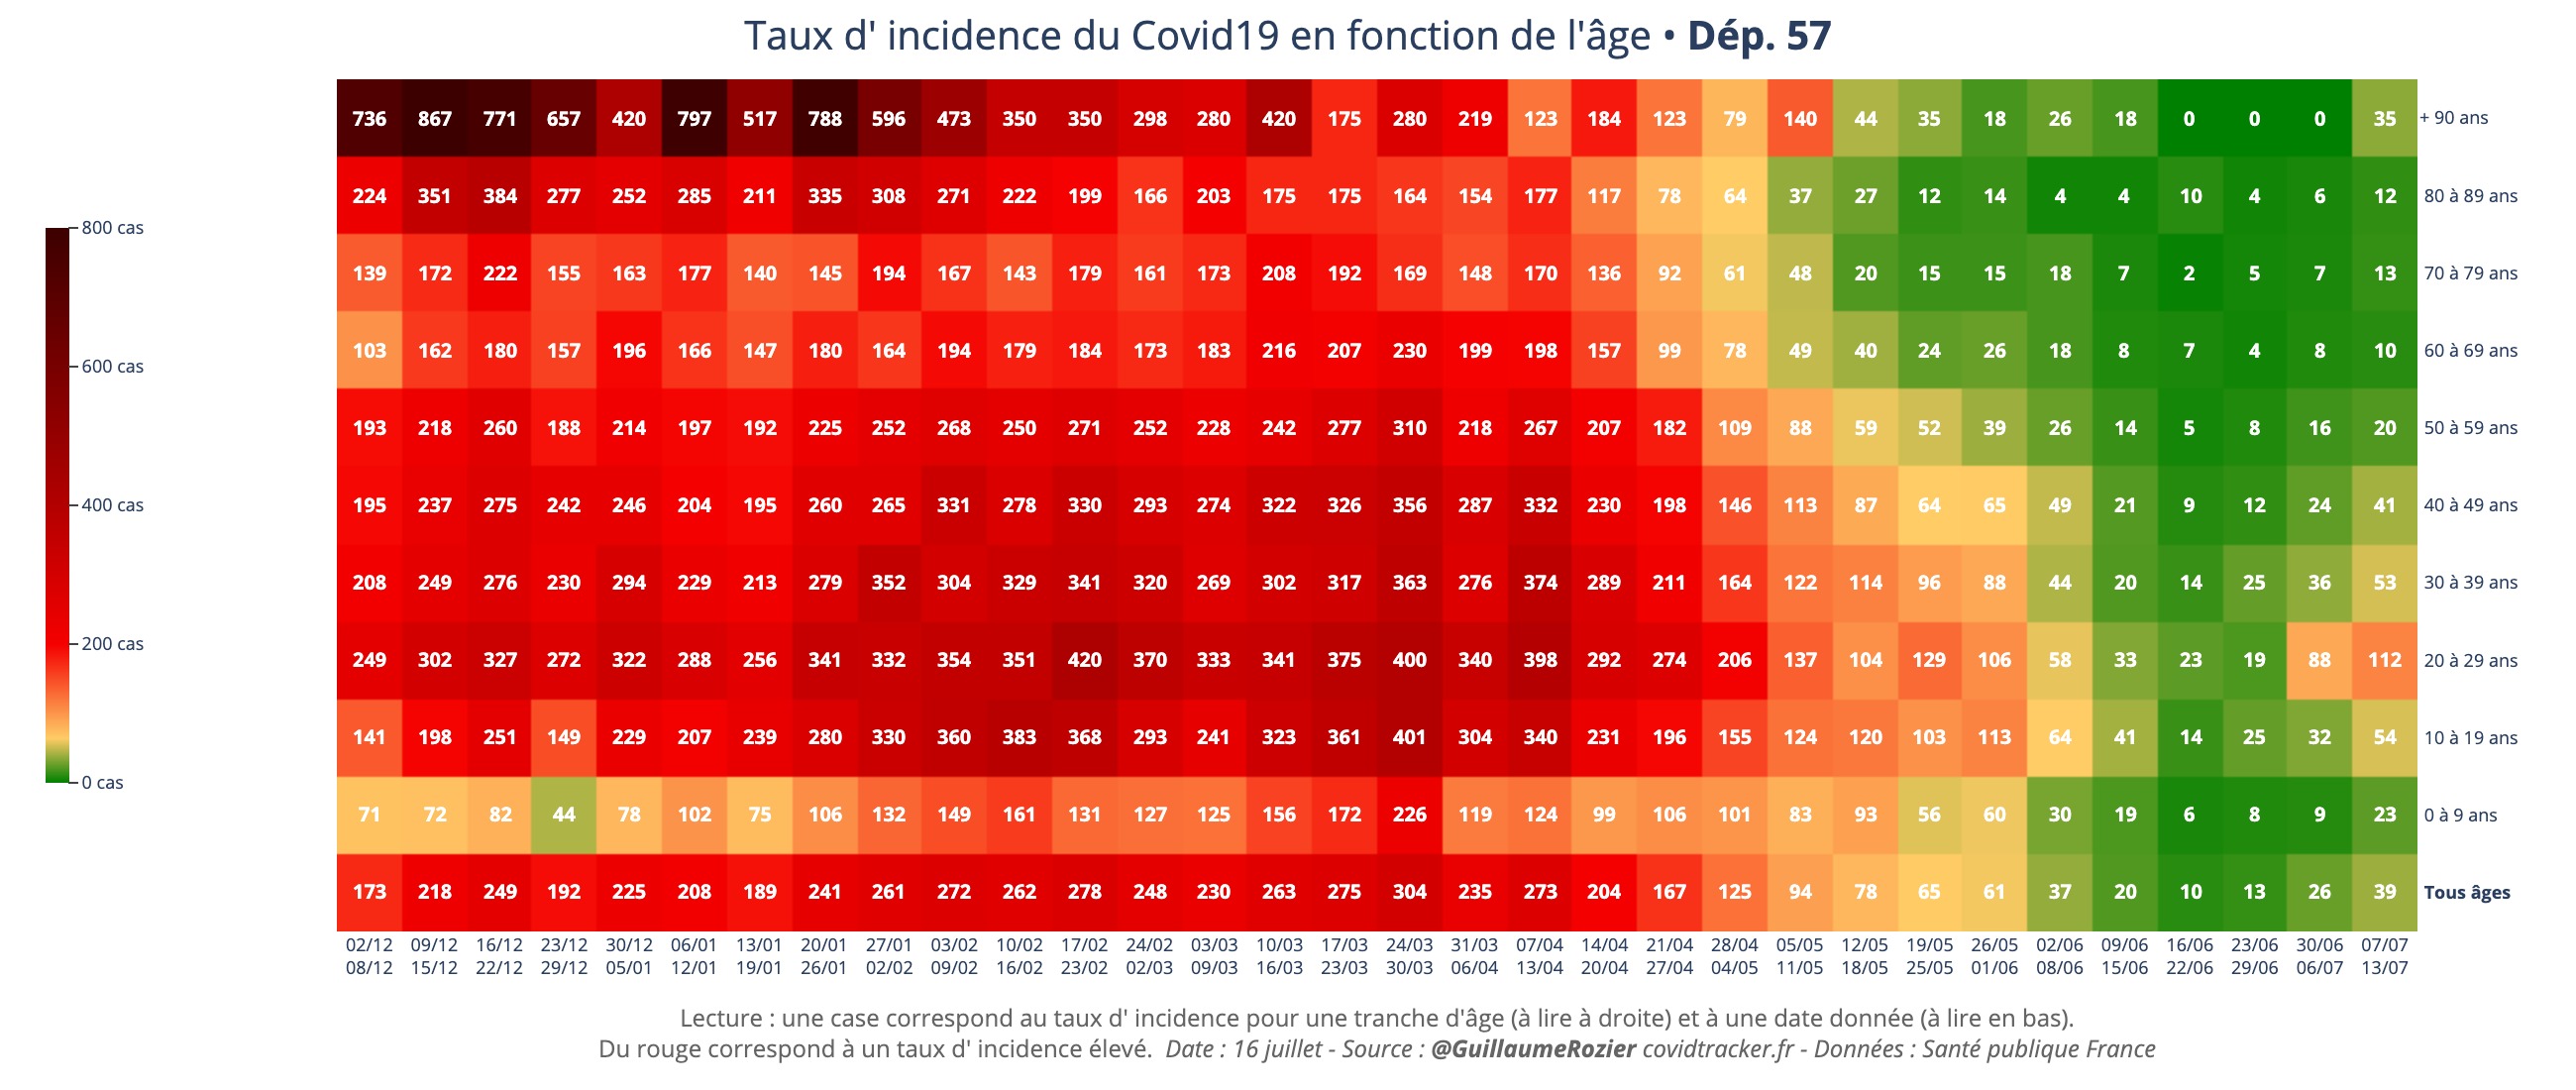 Taux d' incidence du Covid19 en fonction de l'âge • Dép. 57
736 867 771 657 420 797 517 788 596 473 350 350 298 280 420 175 280 219 123 184 123 79 140 44 35 18 26 18 0 0 0 35 + 90 ans
224 351 384 277 252 285 211 335 308 271 222 199 166 203 175 175 164 154 177 117 78 64 37 27 12 14 4 4 10 4 6 12 80 à 89 ans
800 cas
139 172 222 155 163 177 140 145 194 167 143 179 161 173 208 192 169 148 170 136 92 61 48 20 15 15 18 7 2 5 7 13 70 à 79 ans
103 162 180 157 196 166 147 180 164 194 179 184 173 183 216 207 230 199 198 157 99 78 49 40 24 26 18 8 7 4 8 10 60 à 69 ans
600 cas
193 218 260 188 214 197 192 225 252 268 250 271 252 228 242 277 310 218 267 207 182 109 88 59 52 39 26 14 5 8 16 20 50 à 59 ans
400 cas
195 237 275 242 246 204 195 260 265 331 278 330 293 274 322 326 356 287 332 230 198 146 113 87 64 65 49 21 9 12 24 41 40 à 49 ans
208 249 276 230 294 229 213 279 352 304 329 341 320 269 302 317 363 276 374 289 211 164 122 114 96 88 44 20 14 25 36 53 30 à 39 ans
200 cas
249 302 327 272 322 288 256 341 332 354 351 420 370 333 341 375 400 340 398 292 274 206 137 104 129 106 58 33 23 19 88 112 20 à 29 ans
141 198 251 149 229 207 239 280 330 360 383 368 293 241 323 361 401 304 340 231 196 155 124 120 103 113 64 41 14 25 32 54 10 à 19 ans
0 cas
71 72 82 44 78 102 75 106 132 149 161 131 127 125 156 172 226 119 124 99 106 101 83 93 56 60 30 19 6 8 9 23 0 à 9 ans
173 218 249 192 225 208 189 241 261 272 262 278 248 230 263 275 304 235 273 204 167 125 94 78 65 61 37 20 10 13 26 39 Tous âges
02/12 09/12 16/12 23/12 30/12 06/01 13/01 20/01 27/01 03/02 10/02 17/02 24/02 03/03 10/03 17/03 24/03 31/03 07/04 14/04 21/04 28/04 05/05 12/05 19/05 26/05 02/06 09/06 16/06 23/06 30/06 07/07
08/12 15/12 22/12 29/12 05/01 12/01 19/01 26/01 02/02 09/02 16/02 23/02 02/03 09/03 16/03 23/03 30/03 06/04 13/04 20/04 27/04 04/05 11/05 18/05 25/05 01/06 08/06 15/06 22/06 29/06 06/07 13/07
Lecture : une case correspond au taux d' incidence pour une tranche d'âge (à lire à droite) et à une date donnée (à lire en bas).
Du rouge correspond à un taux d' incidence élevé. Date : 16 juillet - Source : @GuillaumeRozier covidtracker.fr - Données : Santé publique France